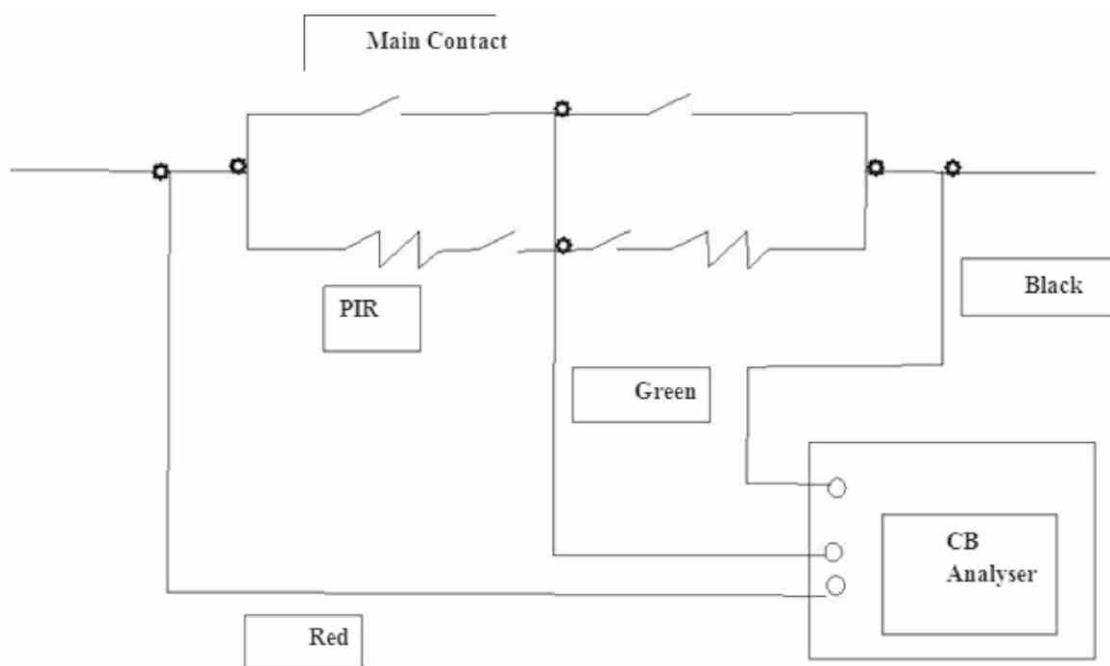 Main Contact
PIR
Black
Green
CB
Analyser
Red